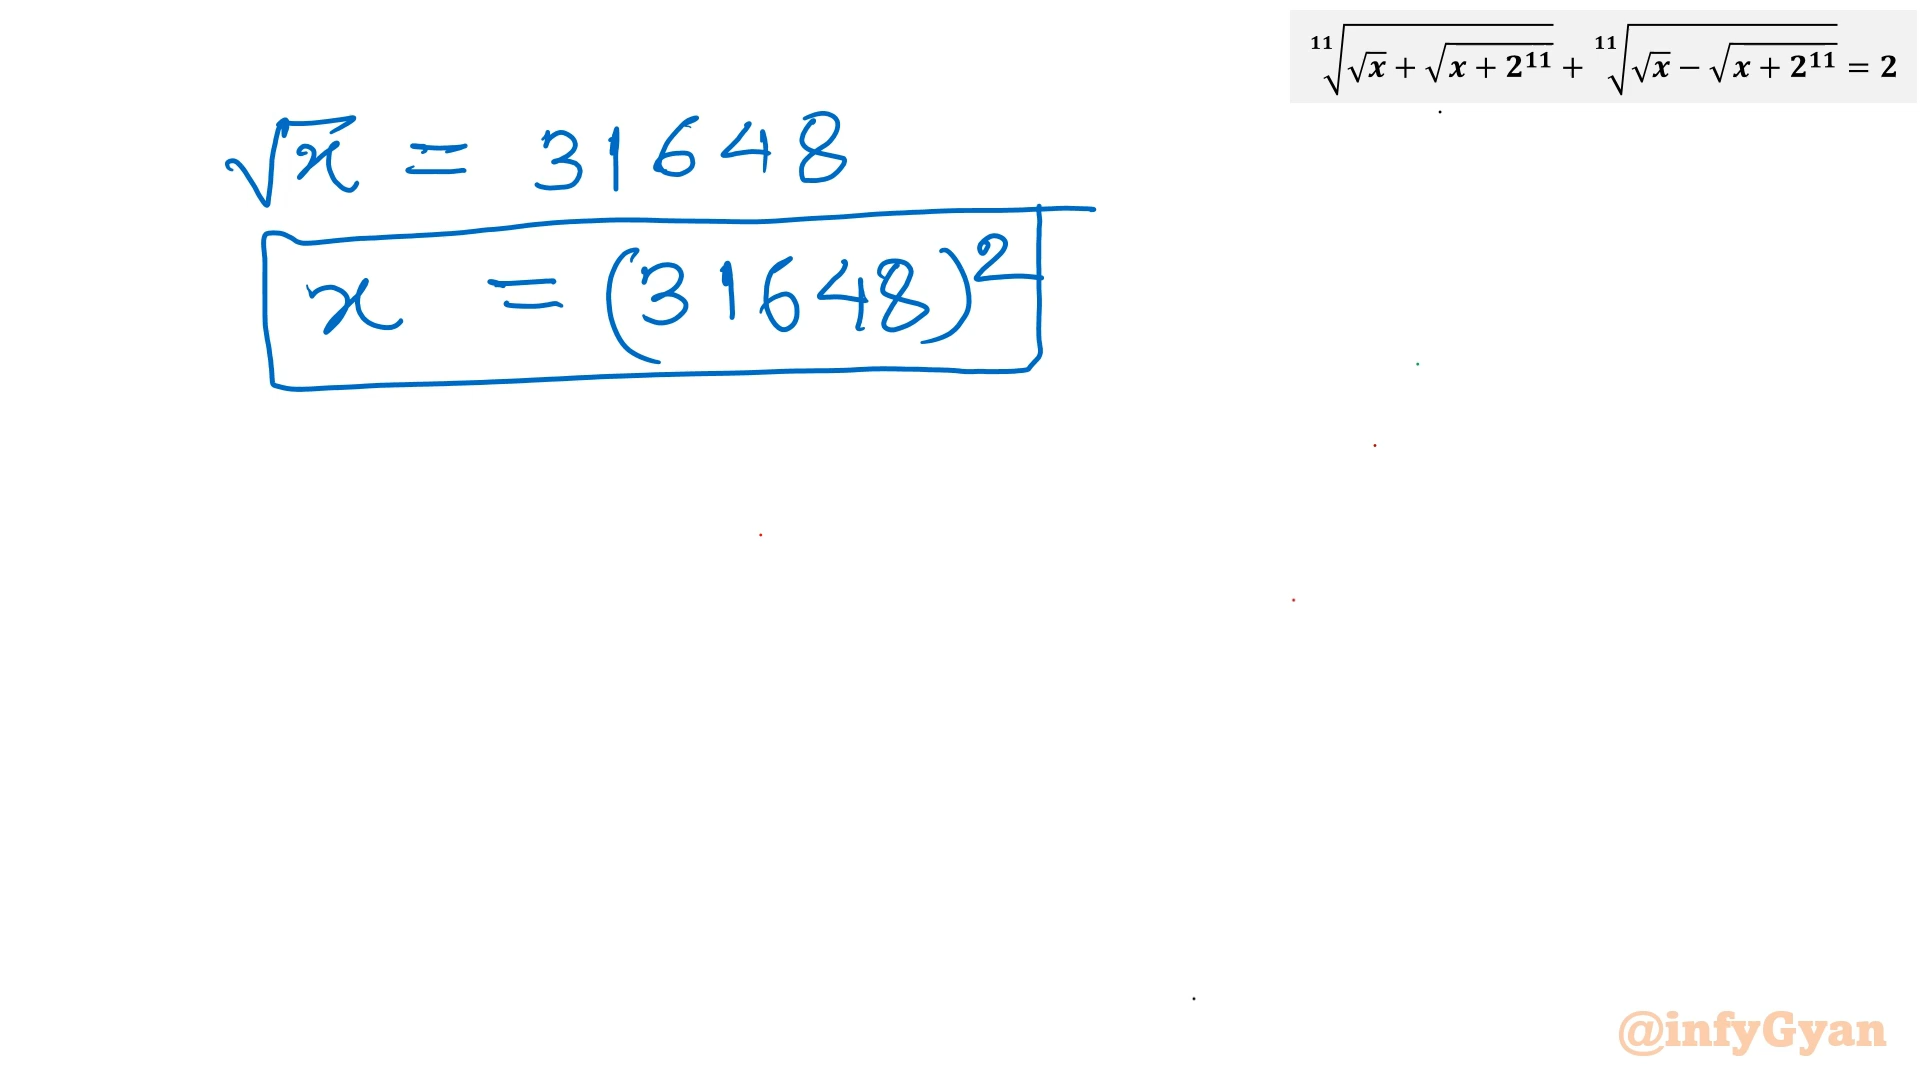 ¹¹√(√x + √(x + 2¹¹)) + ¹¹√(√x − √(x + 2¹¹)) = 2
√x = 31648
x = (31648)²
@infyGyan